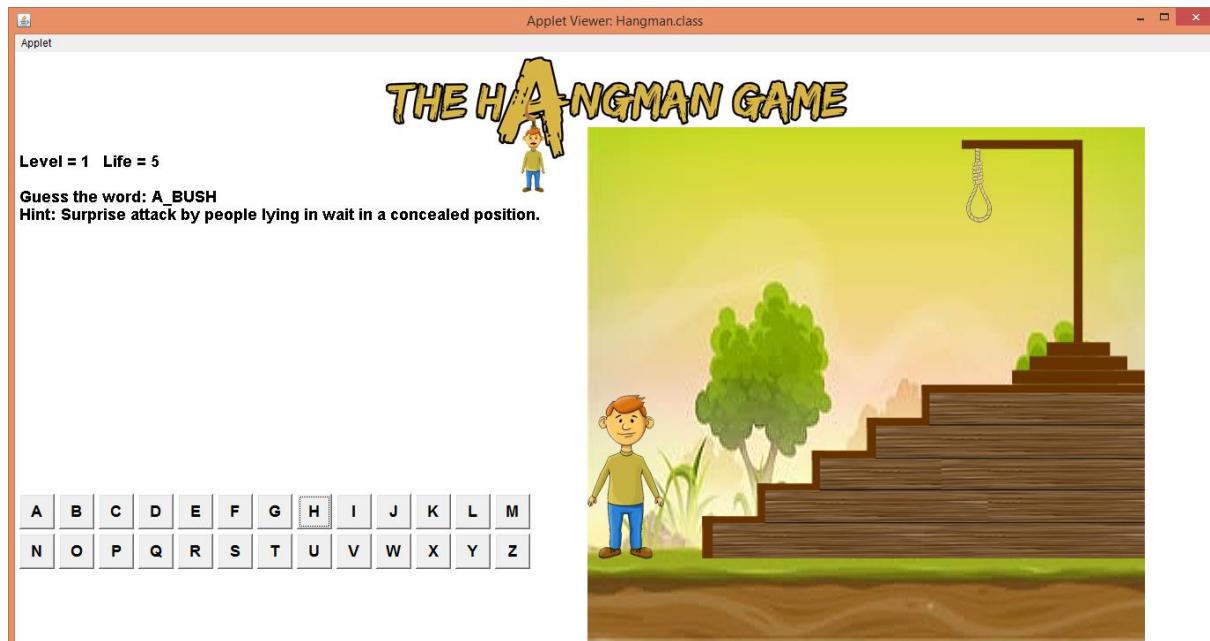 Applet Viewer: Hangman.class
Applet
THE HANGMAN GAME
Level = 1 Life = 5
Guess the word: A_BUSH
Hint: Surprise attack by people lying in wait in a concealed position.
A B C D E F G H I J K L M
N O P Q R S T U V W X Y Z